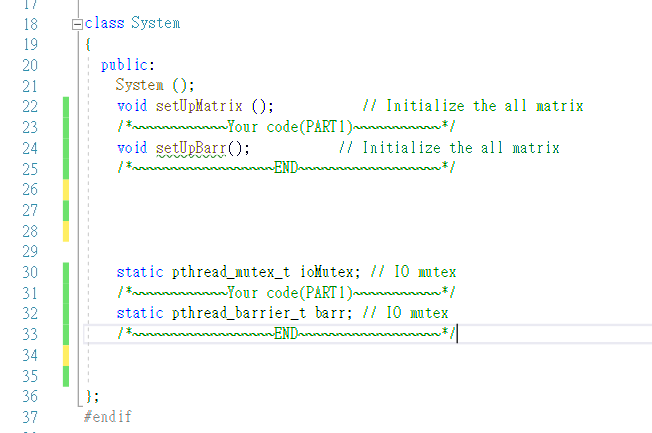 17
18 class System
19 {
20 public:
21 System ();
22 void setUpMatrix (); // Initialize the all matrix
23 /*~~~~~~~~~~~~Your code(PART1)~~~~~~~~~~~*/
24 void setUpBarr(); // Initialize the all matrix
25 /*~~~~~~~~~~~~~~~~~~END~~~~~~~~~~~~~~~~~~*/
26
27
28
29
30 static pthread_mutex_t ioMutex; // IO mutex
31 /*~~~~~~~~~~~~Your code(PART1)~~~~~~~~~~~*/
32 static pthread_barrier_t barr; // IO mutex
33 /*~~~~~~~~~~~~~~~~~~END~~~~~~~~~~~~~~~~~~*/
34
35
36 };
37 #endif